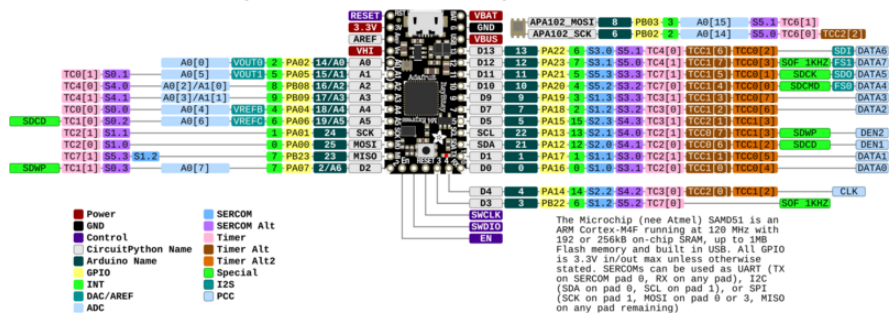 RESET VBAT APA102_MOSI 8 PB03 3 A0[15] S5.1 TC6[1]
3.3V GND APA102_SCK 6 PB02 2 A0[14] S5.0 TC6[0] TCC2[2]
AREF VBUS
VHI D13 13 PA22 6 S3.0 S5.1 TC4[0] TCC1[6] TCC0[2] SDI DATA6
A0[0] VOUT0 2 PA02 14/A0 A0 D12 12 PA23 7 S3.1 S5.0 TC4[1] TCC1[7] TCC0[3] SOF 1KHZ FS1 DATA7
TC0[1] S0.1 A0[5] VOUT1 5 PA05 15/A1 A1 D11 11 PA21 5 S5.3 S3.3 TC7[1] TCC1[5] TCC0[1] SDCK SDO DATA5
TC4[0] S4.0 A0[2]/A1[0] 8 PB08 16/A2 A2 D10 10 PA20 4 S5.2 S3.2 TC7[0] TCC1[4] TCC0[0] SDCMD FS0 DATA4
TC4[1] S4.1 A0[3]/A1[1] 9 PB09 17/A3 A3 D9 9 PA19 3 S1.3 S3.3 TC3[1] TCC1[3] TCC0[7] DATA3
TC0[0] S0.0 A0[4] VREFB 4 PA04 18/A4 A4 D7 7 PA18 2 S1.2 S3.2 TC3[0] TCC1[2] TCC0[6] DATA2
SDCD TC1[0] S0.2 A0[6] VREFC 6 PA06 19/A5 A5 D5 5 PA15 15 S2.3 S4.3 TC3[1] TCC2[1] TCC1[3]
TC2[1] S1.1 1 PA01 24 SCK SCL 22 PA13 13 S2.1 S4.0 TC2[1] TCC0[7] TCC1[3] SDWP DEN2
TC2[0] S1.0 0 PA00 25 MOSI SDA 21 PA12 12 S2.0 S4.1 TC2[0] TCC0[6] TCC1[2] SDCD DEN1
TC7[1] S5.3 S1.2 7 PB23 23 MISO D1 1 PA17 1 S1.1 S3.0 TC2[1] TCC1[1] TCC0[5] DATA1
SDWP TC1[1] S0.3 A0[7] 7 PA07 2/A6 D2 D0 0 PA16 0 S1.0 S3.1 TC2[0] TCC1[0] TCC0[4] DATA0
D4 4 PA14 14 S2.2 S4.2 TC3[0] TCC2[0] TCC1[2] CLK
D3 3 PB22 6 S1.2 S5.2 TC7[0] SOF 1KHZ
SWCLK
SWDIO
EN
Power SERCOM
GND SERCOM Alt
Control Timer
CircuitPython Name Timer Alt
Arduino Name Timer Alt2
GPIO Special
INT I2S
DAC/AREF PCC
ADC
The Microchip (nee Atmel) SAMD51 is an
ARM Cortex-M4F running at 120 MHz with
192 or 256kB on-chip SRAM, up to 1MB
Flash memory and built in USB. All GPIO
is 3.3V in/out max unless otherwise
stated. SERCOMs can be used as UART (TX
on SERCOM pad 0, RX on any pad), I2C
(SDA on pad 0, SCL on pad 1), or SPI
(SCK on pad 1, MOSI on pad 0 or 3, MISO
on any pad remaining)